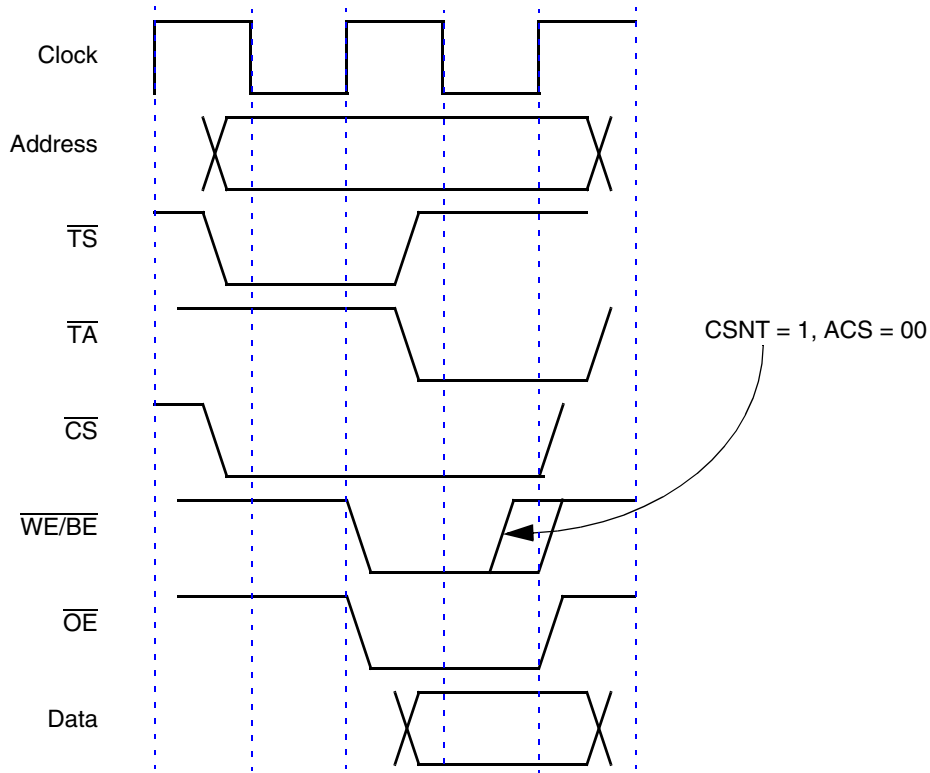 Clock
Address
TS
TA
CSNT = 1, ACS = 00
CS
WE/BE
OE
Data